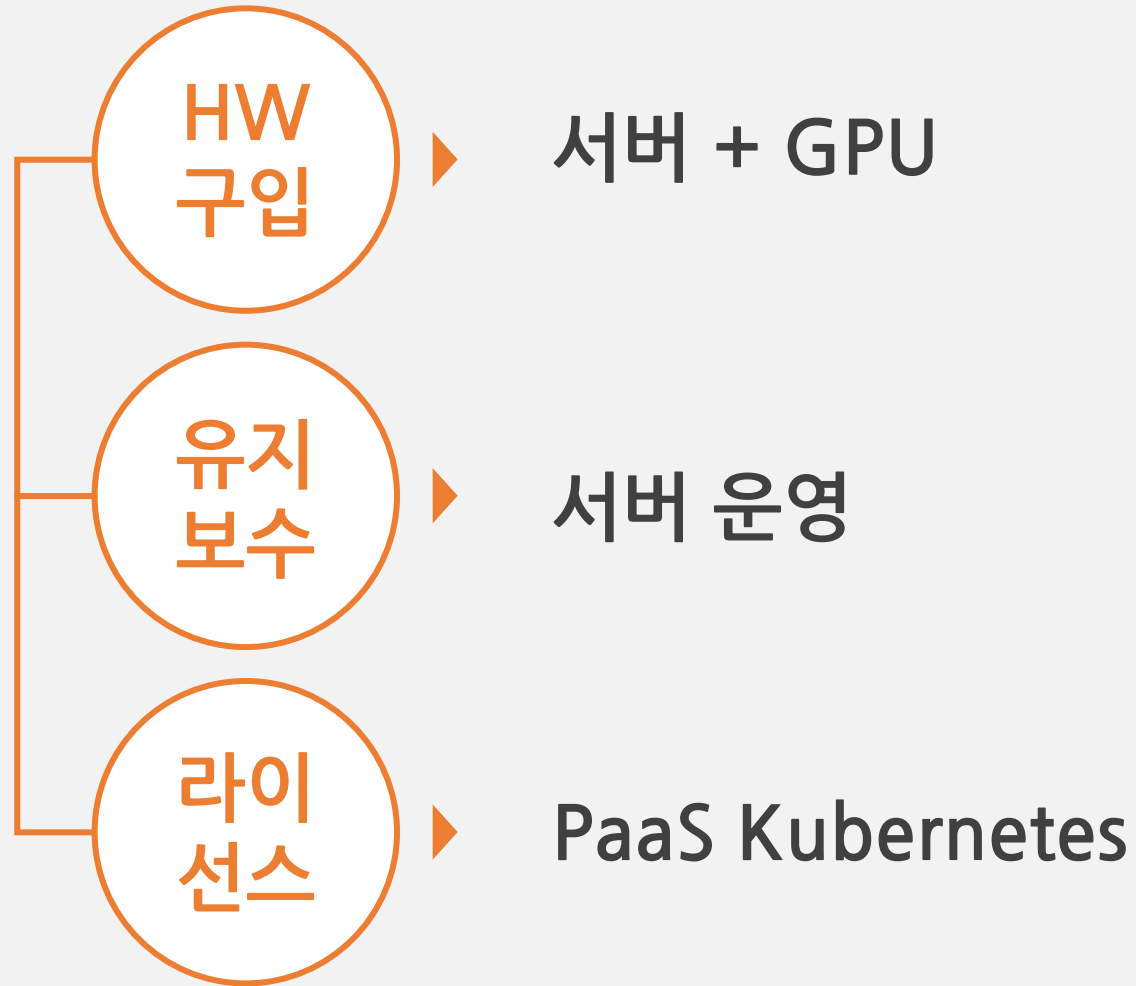 HW
구입
서버 + GPU
유지
보수
서버 운영
라이
선스
PaaS Kubernetes